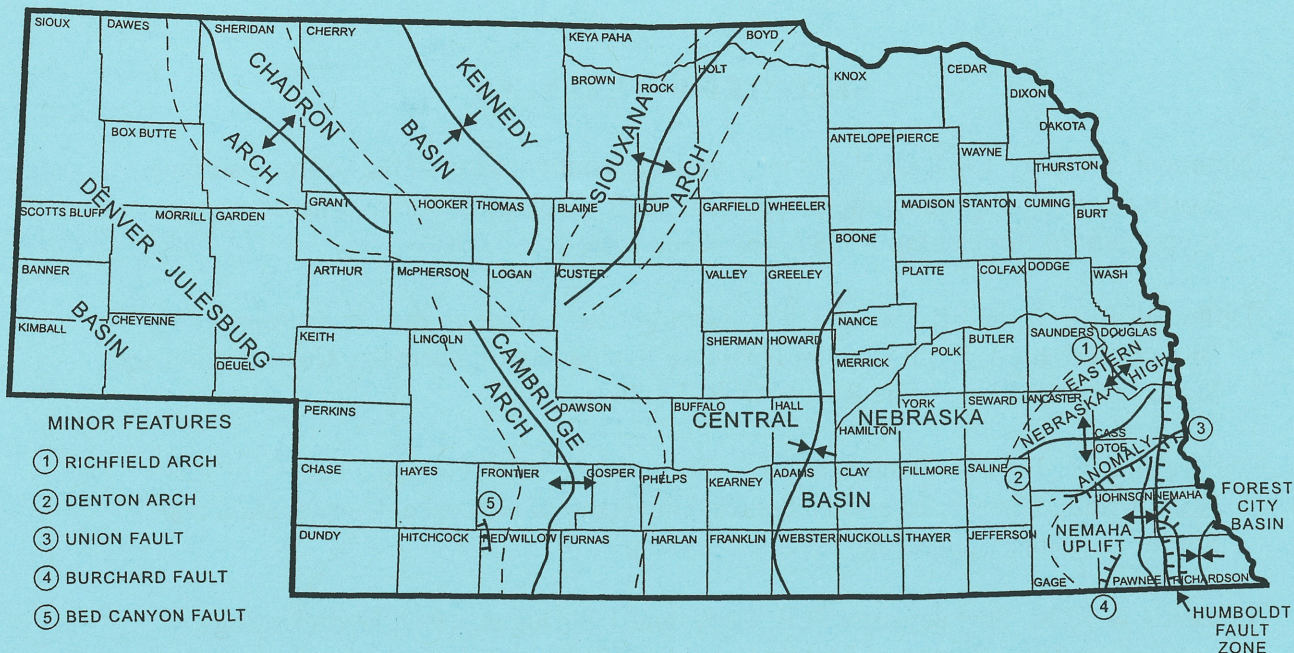 SIOUX
DAWES
SHERIDAN
CHERRY
KEYA PAHA
BOYD
BROWN
ROCK
HOLT
KNOX
CEDAR
DIXON
DAKOTA
BOX BUTTE
ANTELOPE
PIERCE
WAYNE
THURSTON
CHADRON
ARCH
KENNEDY
BASIN
SIOUXANA
ARCH
SCOTTS BLUFF
MORRILL
GARDEN
GRANT
HOOKER
THOMAS
BLAINE
LOUP
GARFIELD
WHEELER
MADISON
STANTON
CUMING
BURT
BOONE
DÊNVER - JULESBURG
BASIN
BANNER
ARTHUR
McPHERSON
LOGAN
CUSTER
VALLEY
GREELEY
PLATTE
COLFAX
DODGE
WASH
KIMBALL
CHEYENNE
DEUEL
KEITH
LINCOLN
SHERMAN
HOWARD
NANCE
MERRICK
POLK
BUTLER
SAUNDERS
DOUGLAS
1
EASTERN
NEBRASKA
HIGH
CAMBRIDGE
ARCH
PERKINS
DAWSON
BUFFALO
HALL
HAMILTON
YORK
SEWARD
LANCASTER
CASS
OTOE
3
CENTRAL
NEBRASKA
BASIN
CHASE
HAYES
FRONTIER
GOSPER
PHELPS
KEARNEY
ADAMS
CLAY
FILLMORE
SALINE
2
ANOMALY
JOHNSON
NEMAHA
FOREST
CITY
BASIN
5
DUNDY
HITCHCOCK
RED WILLOW
FURNAS
HARLAN
FRANKLIN
WEBSTER
NUCKOLLS
THAYER
JEFFERSON
NEMAHA
UPLIFT
GAGE
PAWNEE
RICHARDSON
4
HUMBOLDT
FAULT
ZONE
MINOR FEATURES
1 RICHFIELD ARCH
2 DENTON ARCH
3 UNION FAULT
4 BURCHARD FAULT
5 BED CANYON FAULT